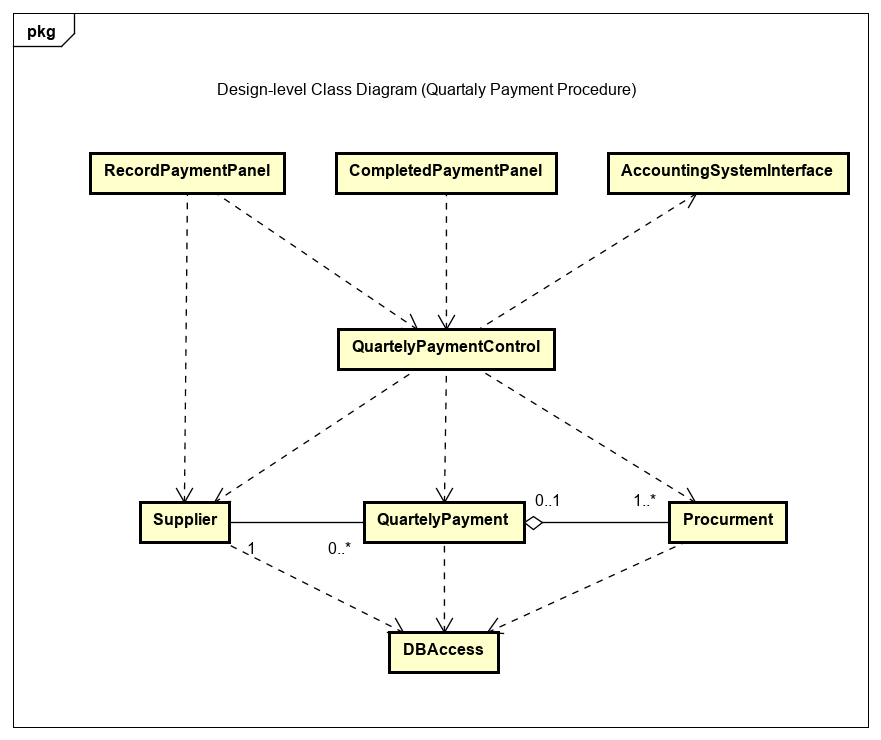 pkg
Design-level Class Diagram (Quartaly Payment Procedure)
RecordPaymentPanel
CompletedPaymentPanel
AccountingSystemInterface
QuartelyPaymentControl
0..1
1..*
Supplier
QuartelyPayment
Procurment
1
0..*
DBAccess